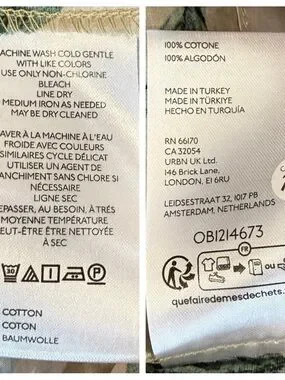 MACHINE WASH COLD GENTLE
WITH LIKE COLORS
USE ONLY NON-CHLORINE
BLEACH
LINE DRY
MEDIUM IRON AS NEEDED
MAY BE DRY CLEANED
LAVER À LA MACHINE À L'EAU
FROIDE AVEC COULEURS
SIMILAIRES CYCLE DÉLICAT
UTILISER UN AGENT DE
BLANCHIMENT SANS CHLORE SI
NÉCESSAIRE
LIGNE SEC
REPASSER, AU BESOIN, À TRÈS
MOYENNE TEMPÉRATURE
PEUT-ÊTRE ÊTRE NETTOYÉE
À SEC
30
P
COTTON
COTON
BAUMWOLLE
100% COTONE
100% ALGODÓN
MADE IN TURKEY
MADE IN TÜRKIYE
HECHO EN TURQUÍA
RN 66170
CA 32054
URBN UK Ltd.
146 Brick Lane,
LONDON, E1 6RU
LEIDSESTRAAT 32, 1017 PB
AMSTERDAM, NETHERLANDS
OB1214673
FR
ou
quefairedemesdechets.